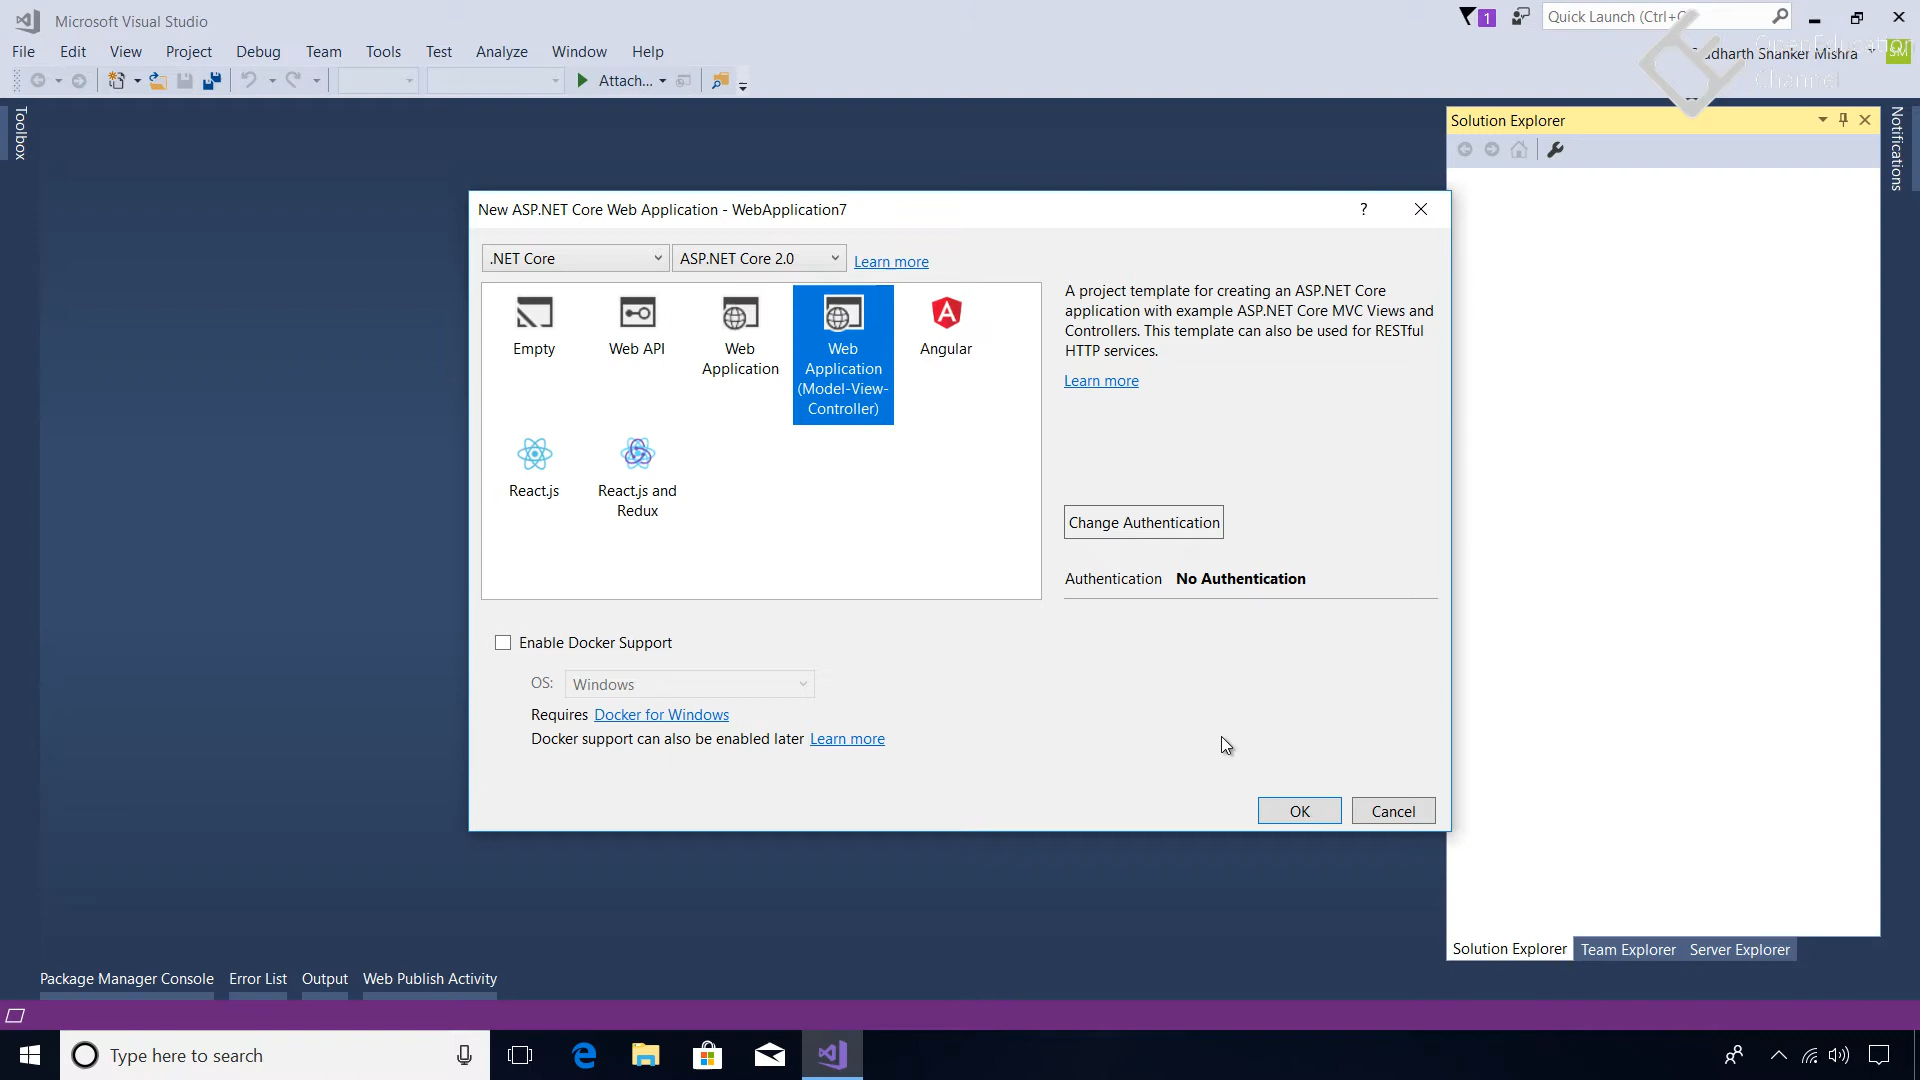 Microsoft Visual Studio
1
Quick Launch (Ctrl+
File Edit View Project Debug Team Tools Test Analyze Window Help
Shanker Mishra
Channel
Attach...
Toolbox
Solution Explorer
Notifications
New ASP.NET Core Web Application - WebApplication7
?
.NET Core
ASP.NET Core 2.0
Learn more
Empty
Web API
Web
Application
Web
Application
(Model-View-
Controller)
Angular
React.js
React.js and
Redux
A project template for creating an ASP.NET Core
application with example ASP.NET Core MVC Views and
Controllers. This template can also be used for RESTful
HTTP services.
Learn more
Change Authentication
Authentication No Authentication
Enable Docker Support
OS: Windows
Requires Docker for Windows
Docker support can also be enabled later Learn more
OK
Cancel
Solution Explorer Team Explorer Server Explorer
Package Manager Console Error List Output Web Publish Activity
Type here to search